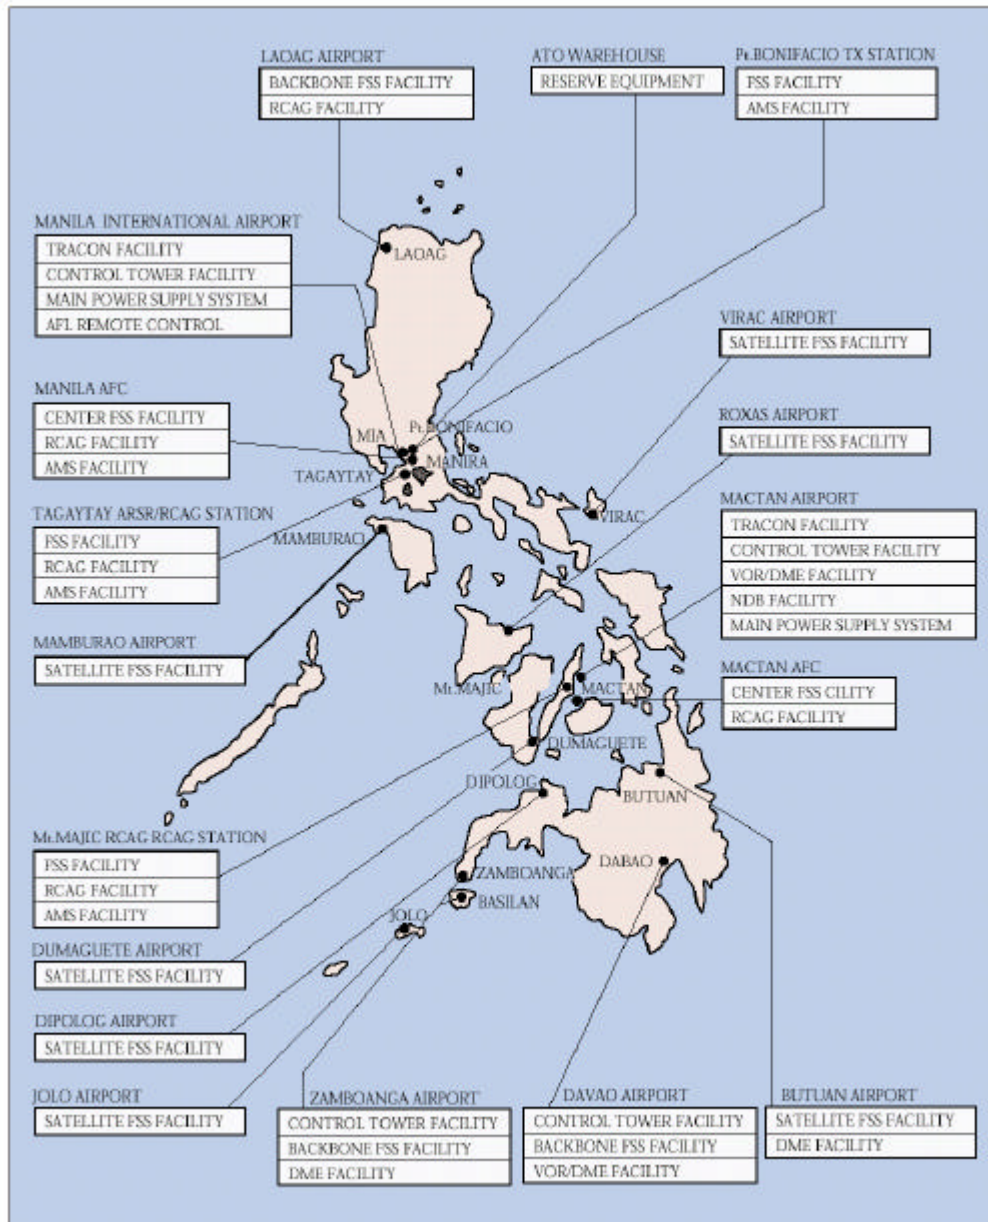 LAOAG AIRPORT
BACKBONE FSS FACILITY
RCAG FACILITY
ATO WAREHOUSE
RESERVE EQUIPMENT
Pt.BONIFACIO TX STATION
FSS FACILITY
AMS FACILITY
MANILA INTERNATIONAL AIRPORT
TRACON FACILITY
CONTROL TOWER FACILITY
MAIN POWER SUPPLY SYSTEM
AFL REMOTE CONTROL
LAOAG
VIRAC AIRPORT
SATELLITE FSS FACILITY
MANILA AFC
CENTER FSS FACILITY
RCAG FACILITY
AMS FACILITY
ROXAS AIRPORT
SATELLITE FSS FACILITY
Pt.BONIFACIO
MIA
MANIRA
TAGAYTAY
VIRAC
MAMBURAO
TAGAYTAY ARSR/RCAG STATION
FSS FACILITY
RCAG FACILITY
AMS FACILITY
MACTAN AIRPORT
TRACON FACILITY
CONTROL TOWER FACILITY
VOR/DME FACILITY
NDB FACILITY
MAIN POWER SUPPLY SYSTEM
MAMBURAO AIRPORT
SATELLITE FSS FACILITY
MACTAN AFC
CENTER FSS CILITY
RCAG FACILITY
Mt.MAJIC
MACTAN
DUMAGUETE
DIPOLOG
BUTUAN
DABAO
ZAMBOANGA
BASILAN
JOLO
Mt.MAJIC RCAG RCAG STATION
FSS FACILITY
RCAG FACILITY
AMS FACILITY
DUMAGUETE AIRPORT
SATELLITE FSS FACILITY
DIPOLOG AIRPORT
SATELLITE FSS FACILITY
JOLO AIRPORT
SATELLITE FSS FACILITY
ZAMBOANGA AIRPORT
CONTROL TOWER FACILITY
BACKBONE FSS FACILITY
DME FACILITY
DAVAO AIRPORT
CONTROL TOWER FACILITY
BACKBONE FSS FACILITY
VOR/DME FACILITY
BUTUAN AIRPORT
SATELLITE FSS FACILITY
DME FACILITY